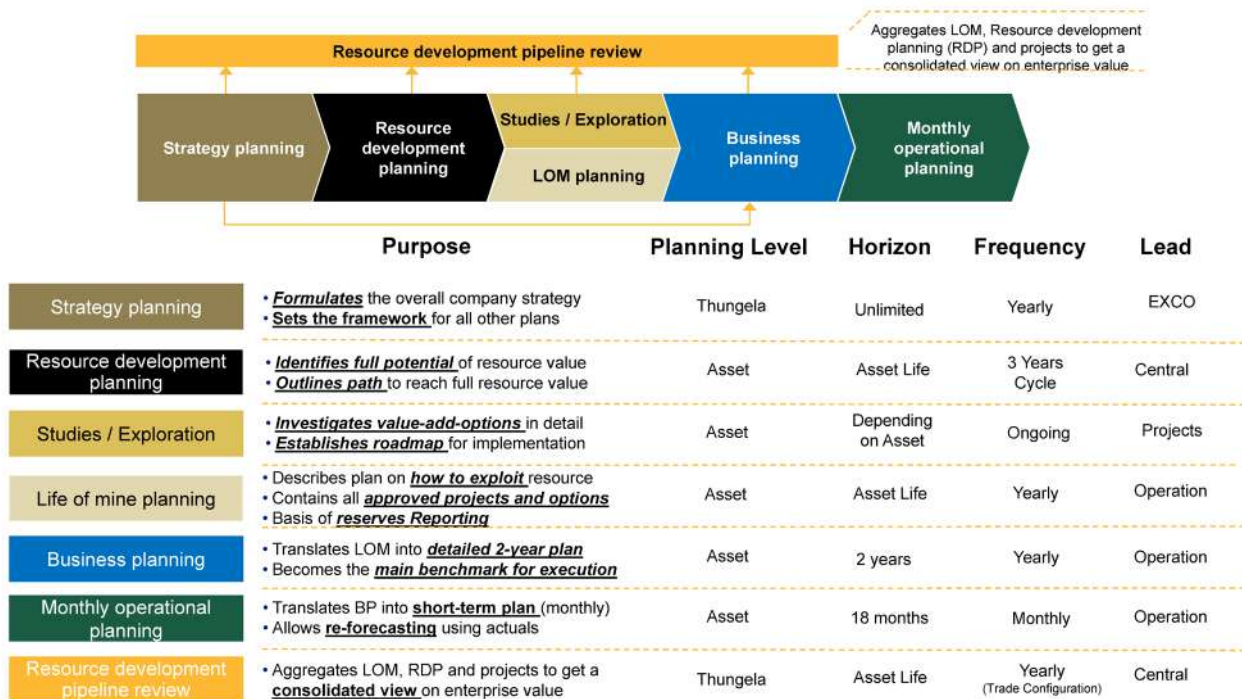 Aggregates LOM, Resource development
planning (RDP) and projects to get a
consolidated view on enterprise value
Resource development pipeline review
Strategy planning
Resource
development
planning
Studies / Exploration
LOM planning
Business
planning
Monthly
operational
planning
Purpose
Planning Level
Horizon
Frequency
Lead
Strategy planning
• Formulates the overall company strategy
• Sets the framework for all other plans
Thungela
Unlimited
Yearly
EXCO
Resource development
planning
• Identifies full potential of resource value
• Outlines path to reach full resource value
Asset
Asset Life
3 Years
Cycle
Central
Studies / Exploration
• Investigates value-add-options in detail
• Establishes roadmap for implementation
Asset
Depending
on Asset
Ongoing
Projects
Life of mine planning
• Describes plan on how to exploit resource
• Contains all approved projects and options
• Basis of reserves Reporting
Asset
Asset Life
Yearly
Operation
Business planning
• Translates LOM into detailed 2-year plan
• Becomes the main benchmark for execution
Asset
2 years
Yearly
Operation
Monthly operational
planning
• Translates BP into short-term plan (monthly)
• Allows re-forecasting using actuals
Asset
18 months
Monthly
Operation
Resource development
pipeline review
• Aggregates LOM, RDP and projects to get a
consolidated view on enterprise value
Thungela
Asset Life
Yearly
(Trade Configuration)
Central